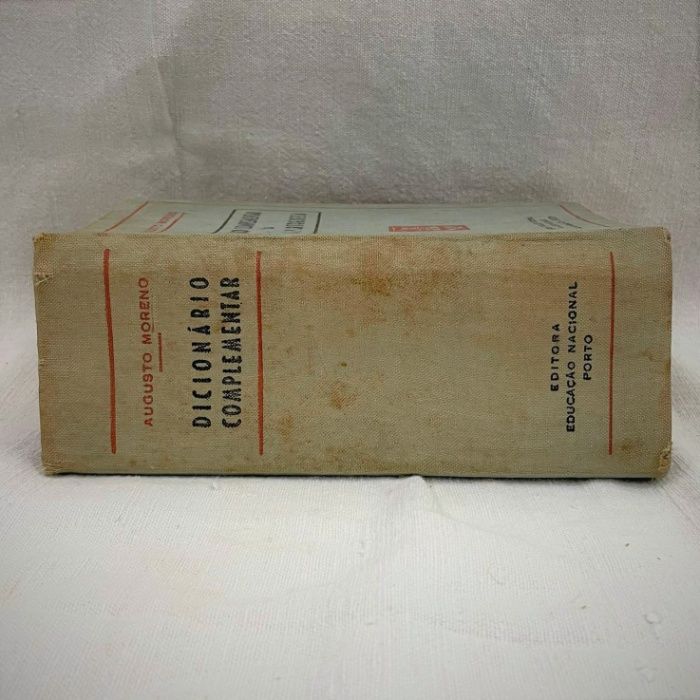 AUGUSTO MORENO
DICIONÁRIO
COMPLEMENTAR
EDITORA
EDUCAÇÃO NACIONAL
PORTO